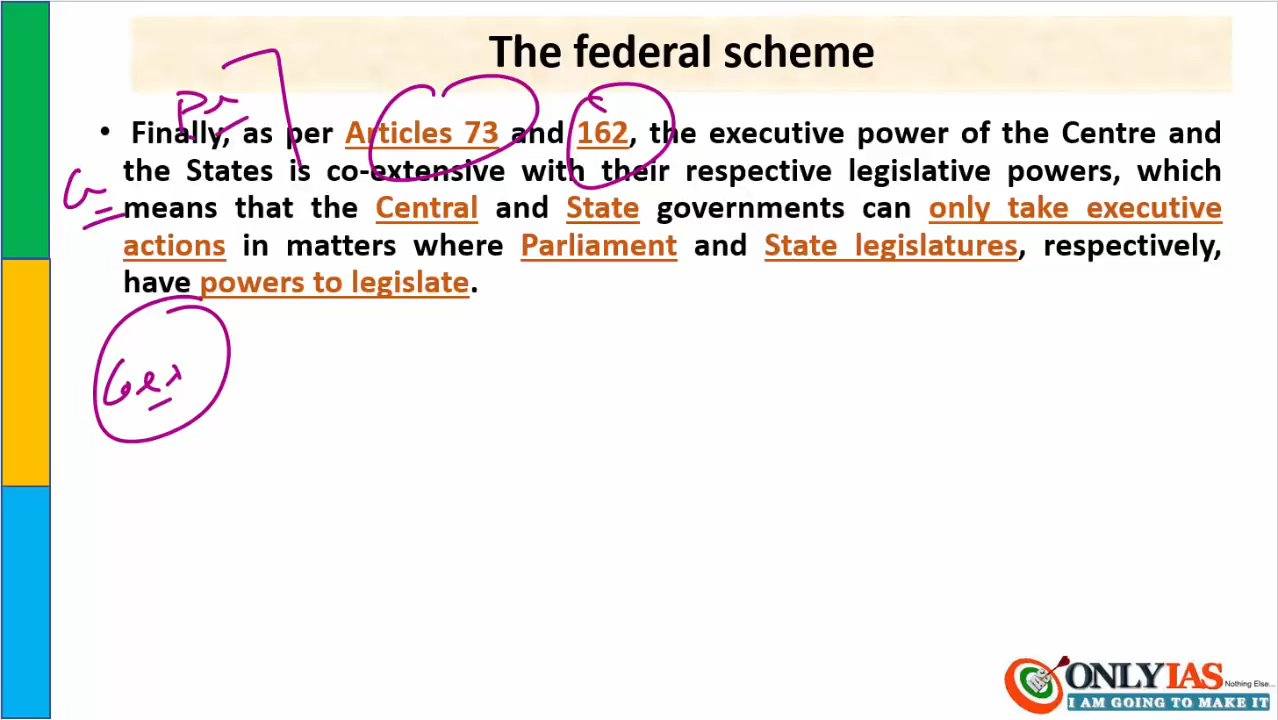 The federal scheme
• Finally, as per Articles 73 and 162, the executive power of the Centre and
the States is co-extensive with their respective legislative powers, which
means that the Central and State governments can only take executive
actions in matters where Parliament and State legislatures, respectively,
have powers to legislate.
ONLYIAS
Nothing Else...
I AM GOING TO MAKE IT